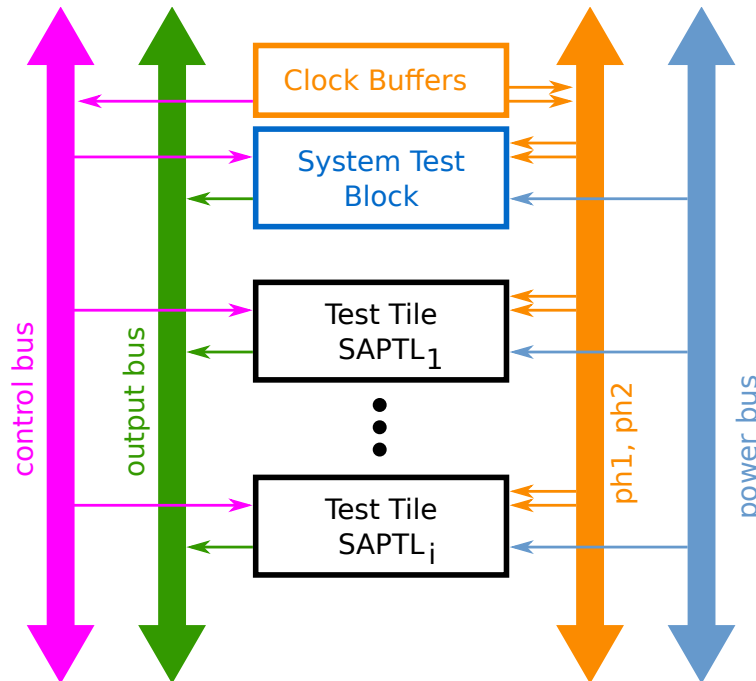 Clock Buffers
System Test
Block
Test Tile
SAPTL1
Test Tile
SAPTLi
control bus
output bus
ph1, ph2
power bus